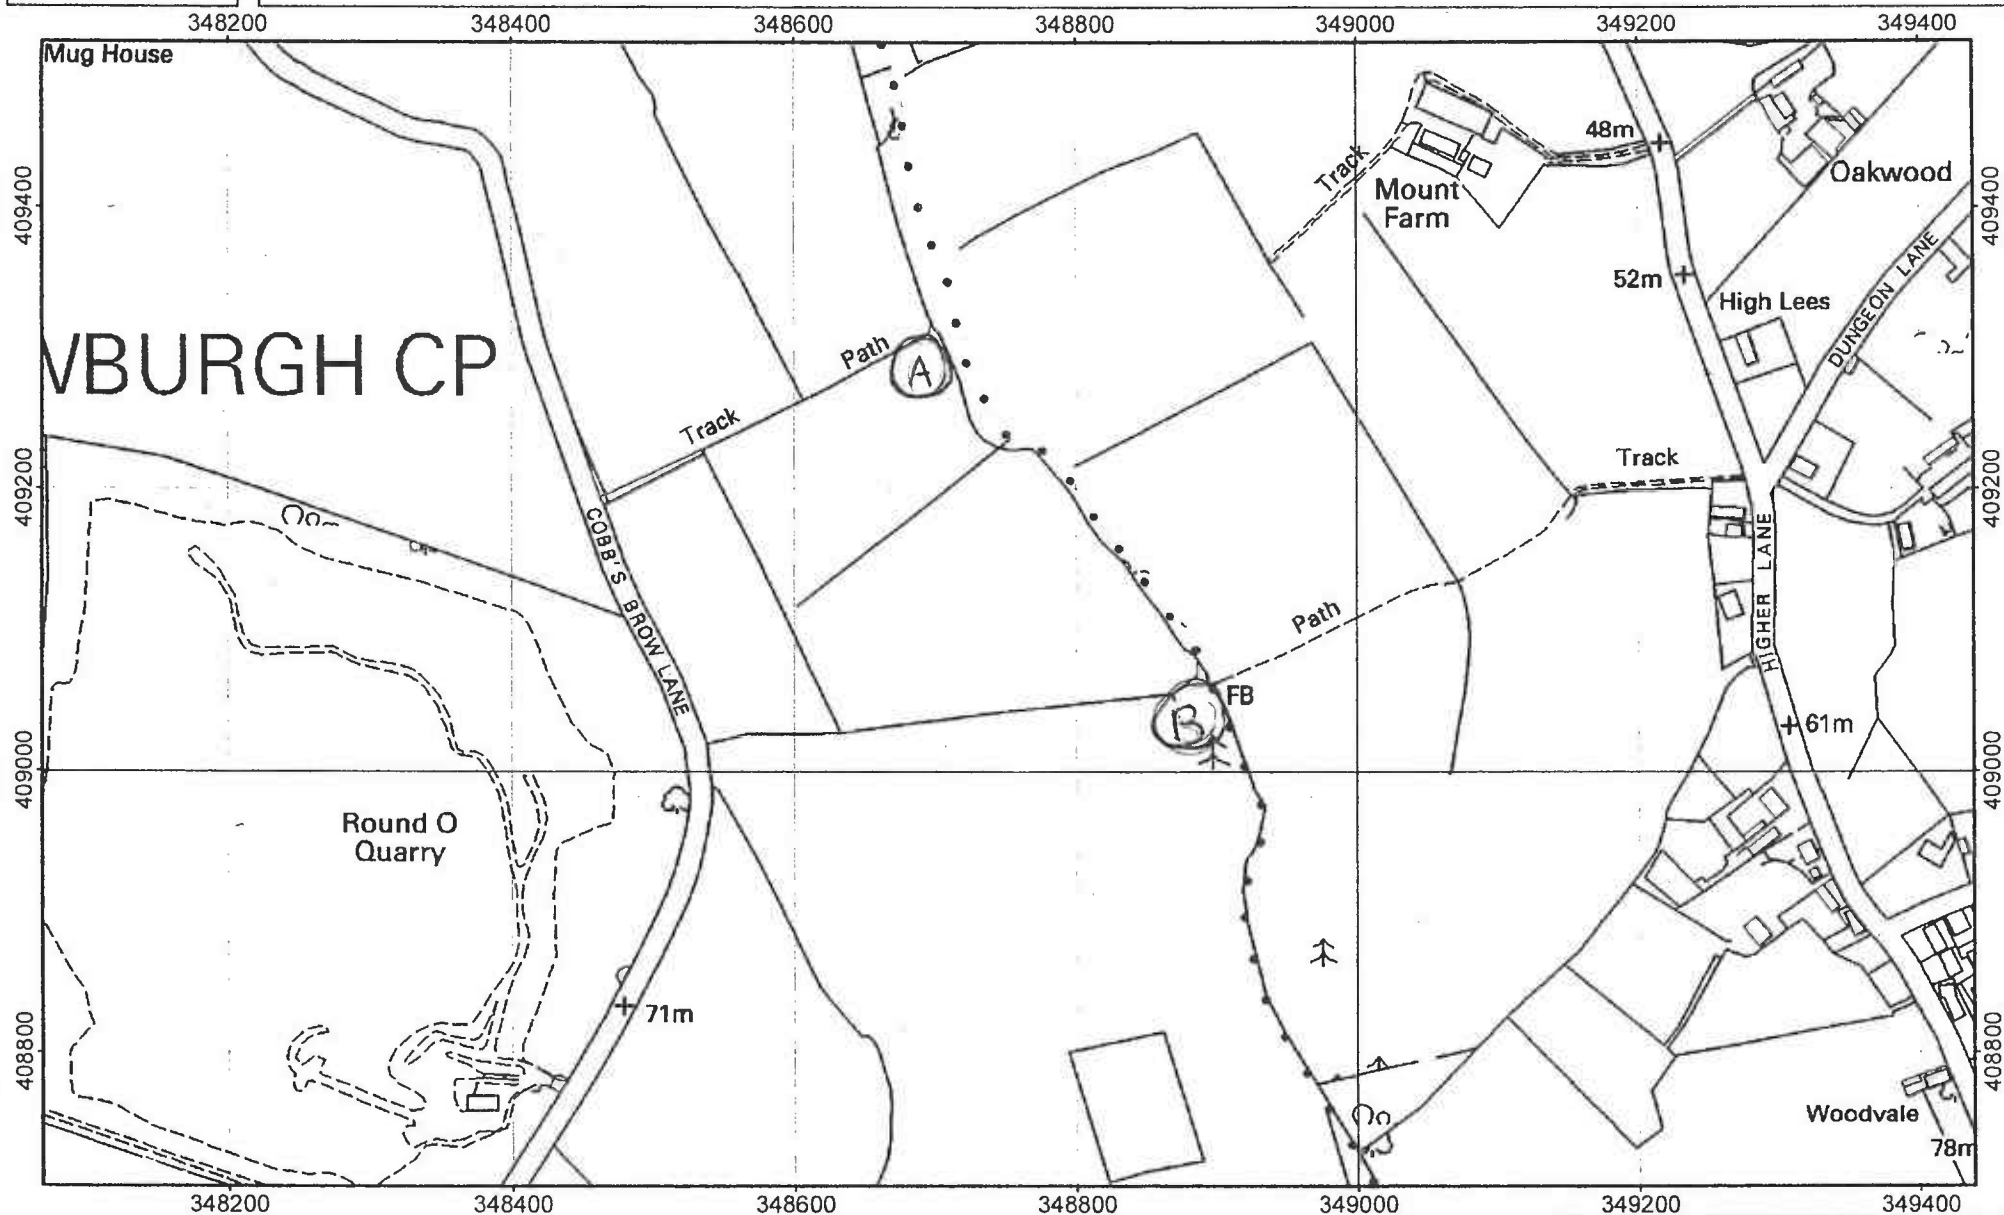 348200 348400 348600 348800 349000 349200 349400
Mug House
48m
Track
Oakwood
Mount
Farm
409400
409400
52m
High Lees
DUNGEON LANE
WBURGH CP
Path
A
Track
Track
409200
409200
COBB'S BROW LANE
HIGHER LANE
Path
B
FB
61m
409000
409000
Round O
Quarry
71m
408800
408800
Woodvale
78m
348200 348400 348600 348800 349000 349200 349400